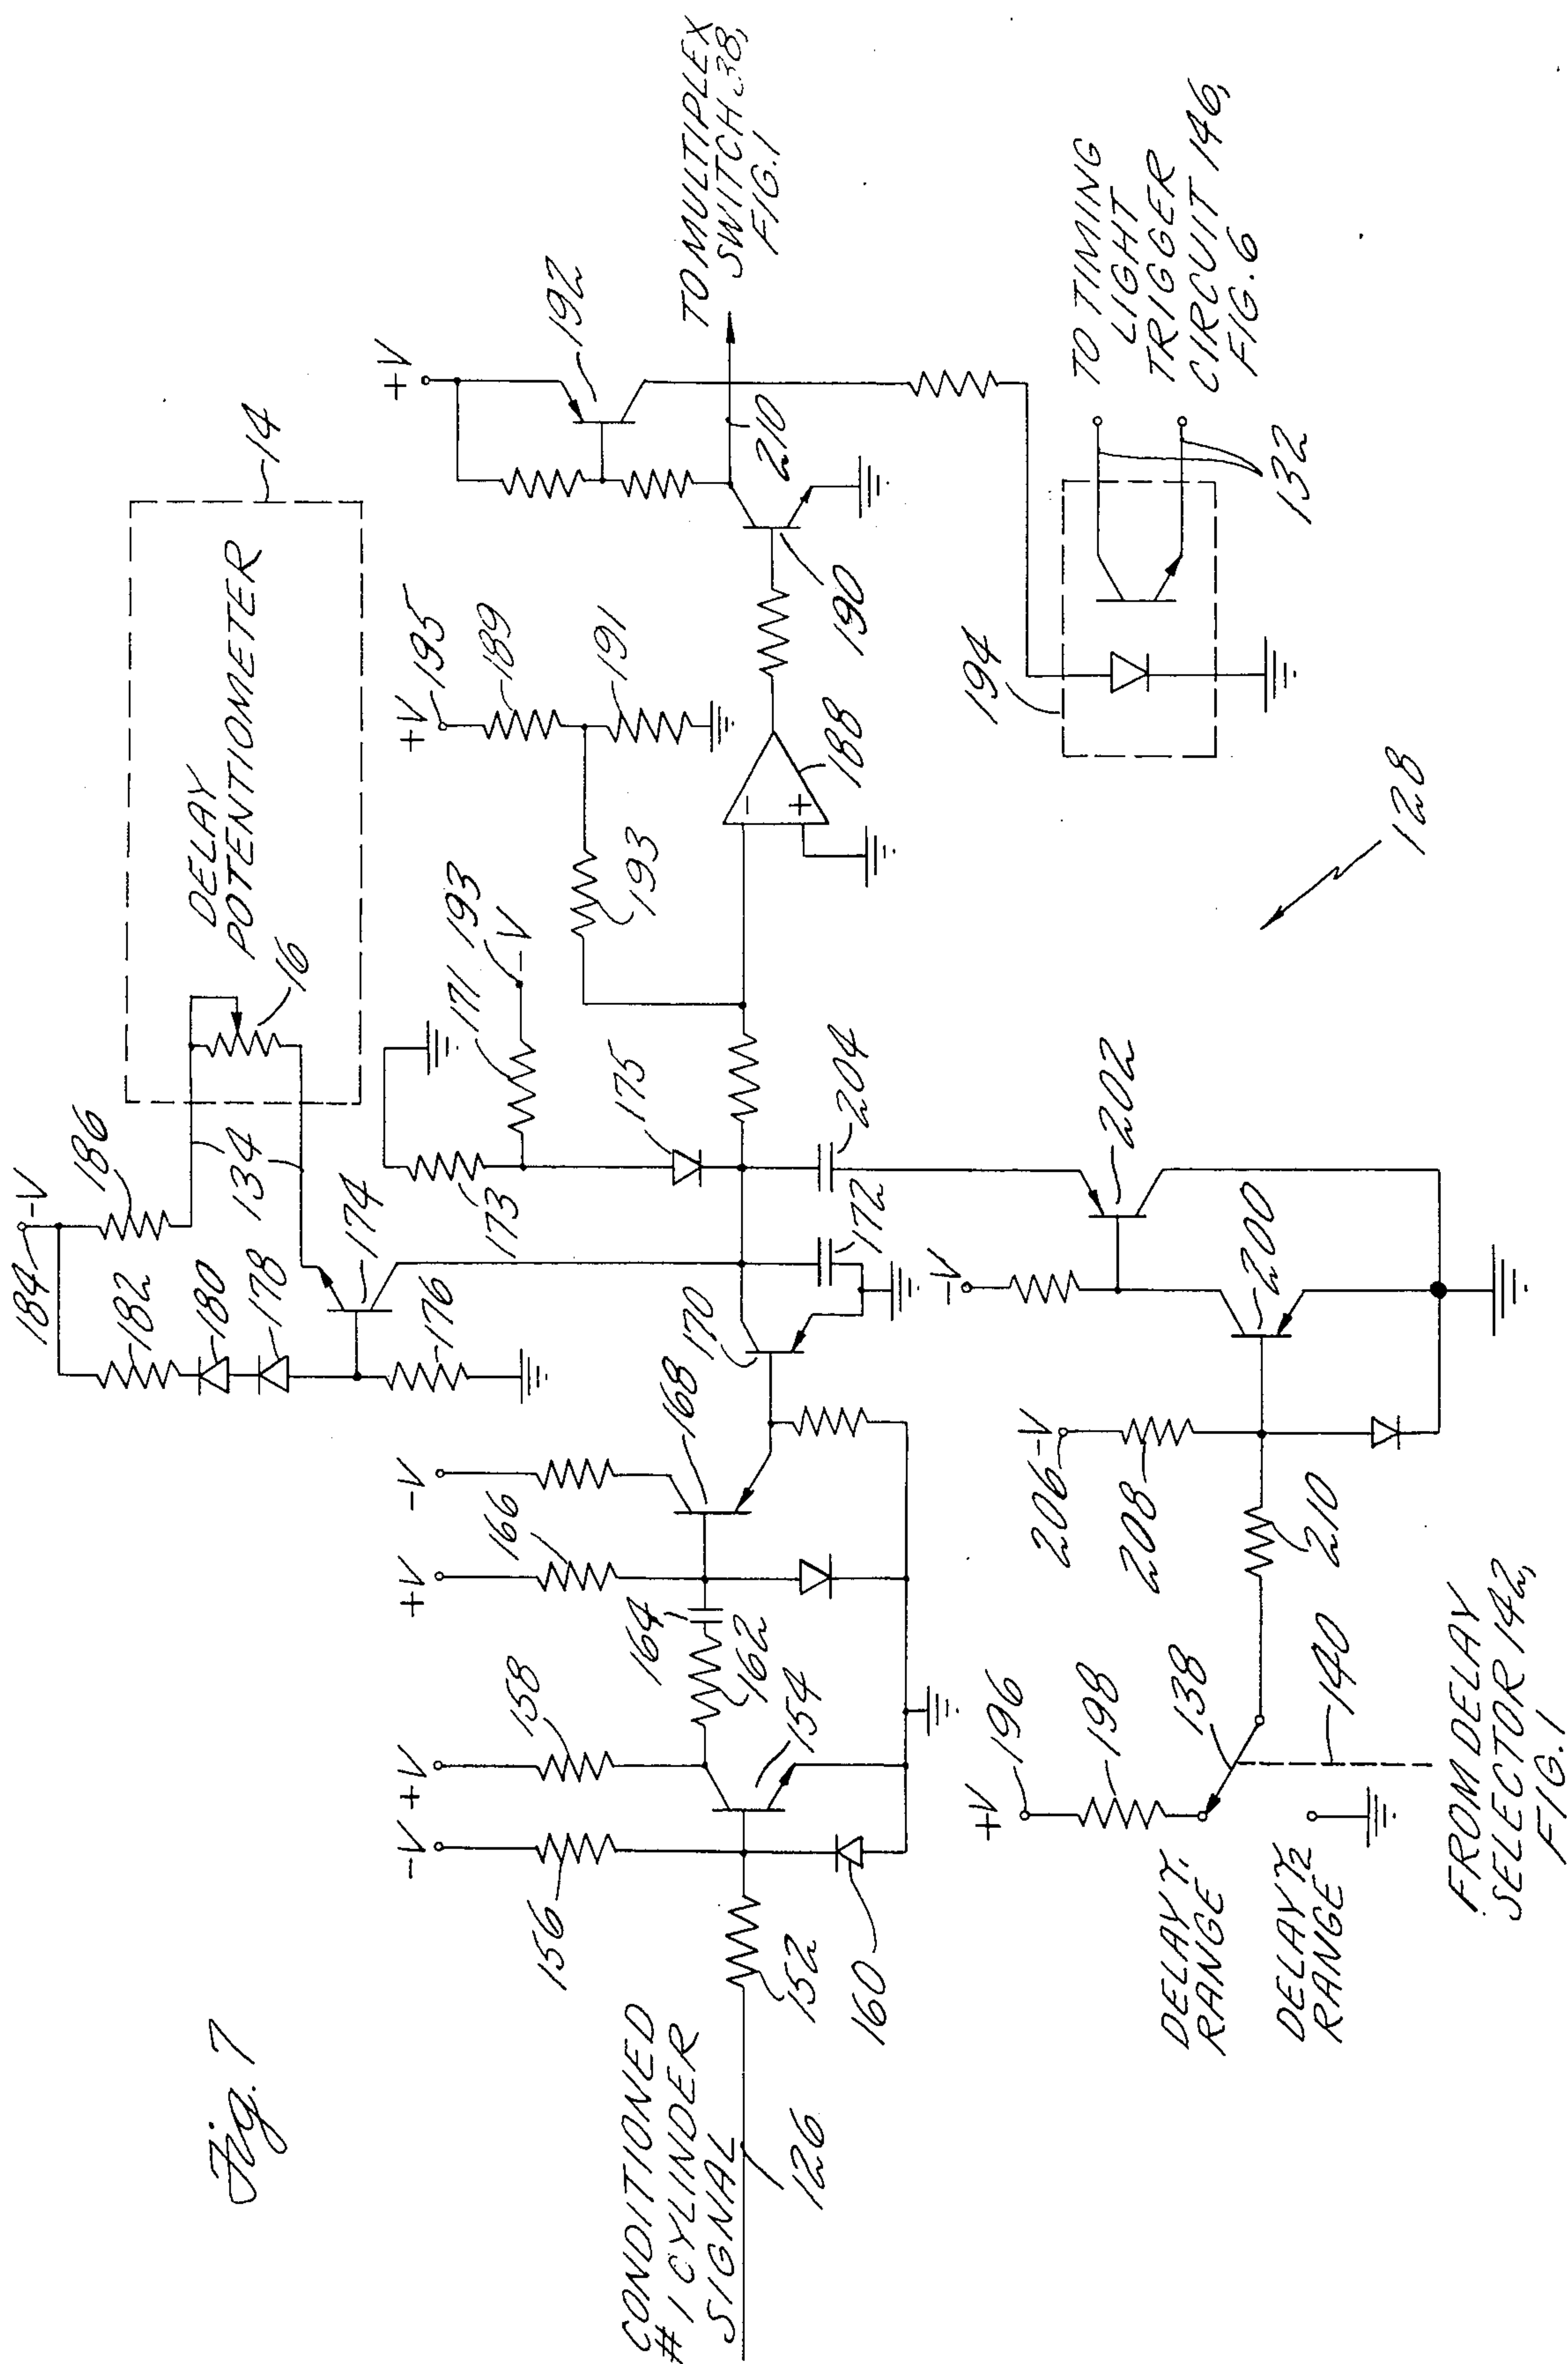 Fig. 7
CONDITIONED
# 1 CYLINDER
SIGNAL
126
152
160
156
-V
+V
158
154
162
164
166
+V
-V
168
170
172
184
-V
182
180
178
176
186
134
174
DELAY
POTENTIOMETER
16
14
173
171
193
-V
175
204
193
+V
195
189
191
188
190
+V
192
210
TO MULTIPLEX
SWITCH 38,
FIG. 1
194
132
TO TIMING
LIGHT
TRIGGER
CIRCUIT 146,
FIG. 6
128
DELAY T1
RANGE
DELAY T2
RANGE
+V
196
198
138
140
FROM DELAY
SELECTOR 142,
FIG. 1
206
-V
208
210
-V
200
202